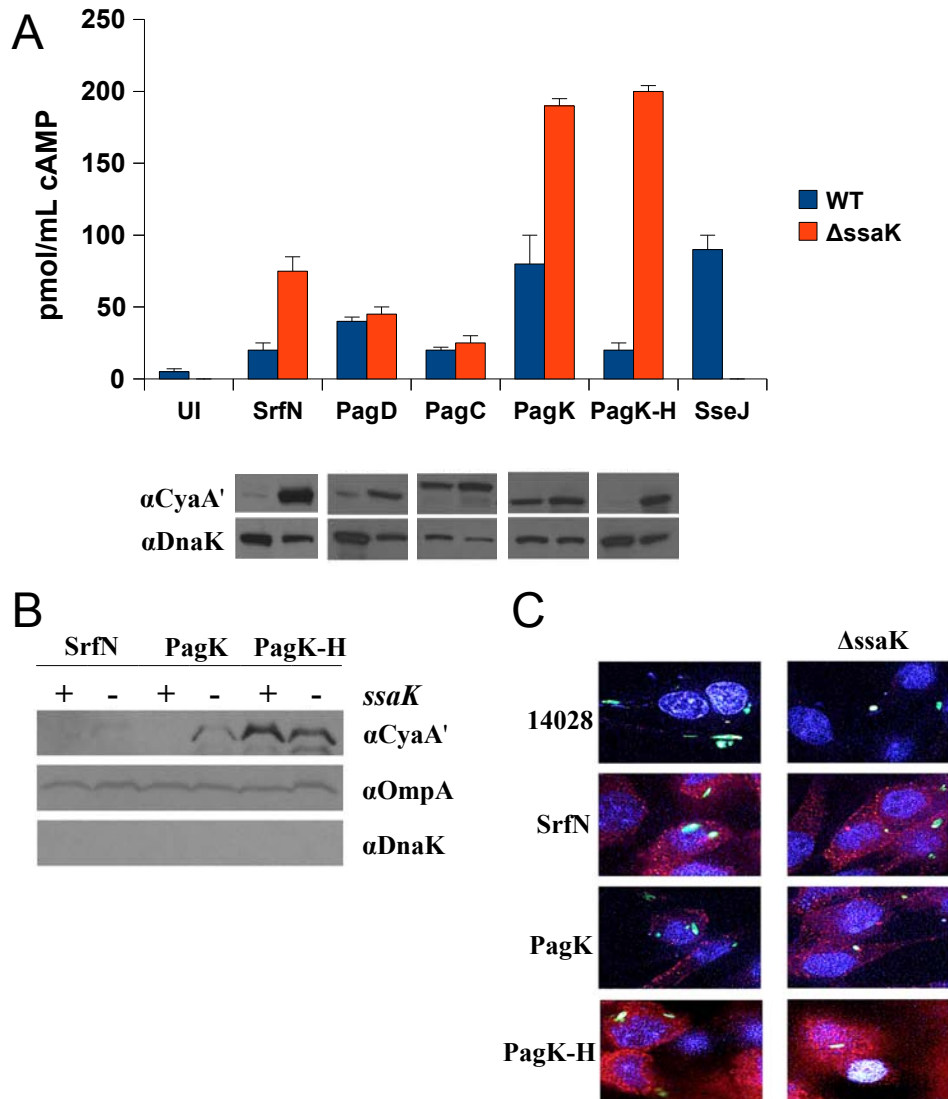 A
pmol/mL cAMP
250
200
150
100
50
0
WT
ΔssaK
UI SrfN PagD PagC PagK PagK-H SseJ
αCyaA'
αDnaK
B
SrfN PagK PagK-H
+ - + - + - ssaK
αCyaA'
αOmpA
αDnaK
C
ΔssaK
14028
SrfN
PagK
PagK-H